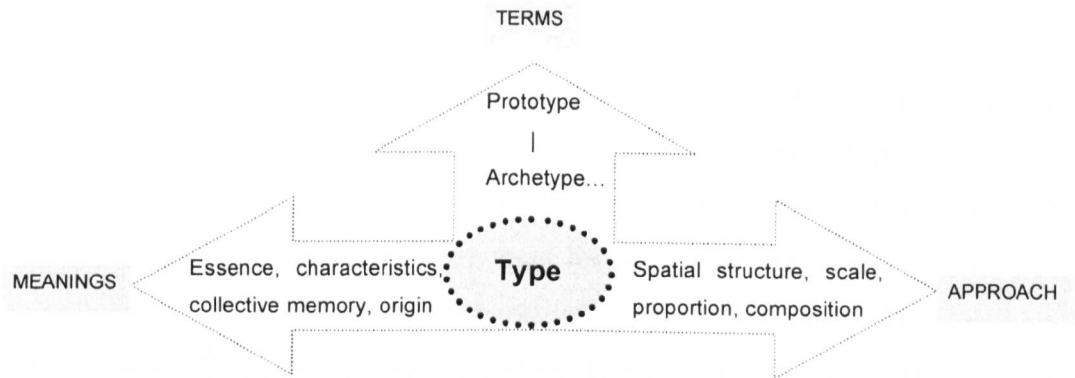 TERMS
Prototype
|
Archetype...
MEANINGS
Essence, characteristics,
collective memory, origin
Type
Spatial structure, scale,
proportion, composition
APPROACH